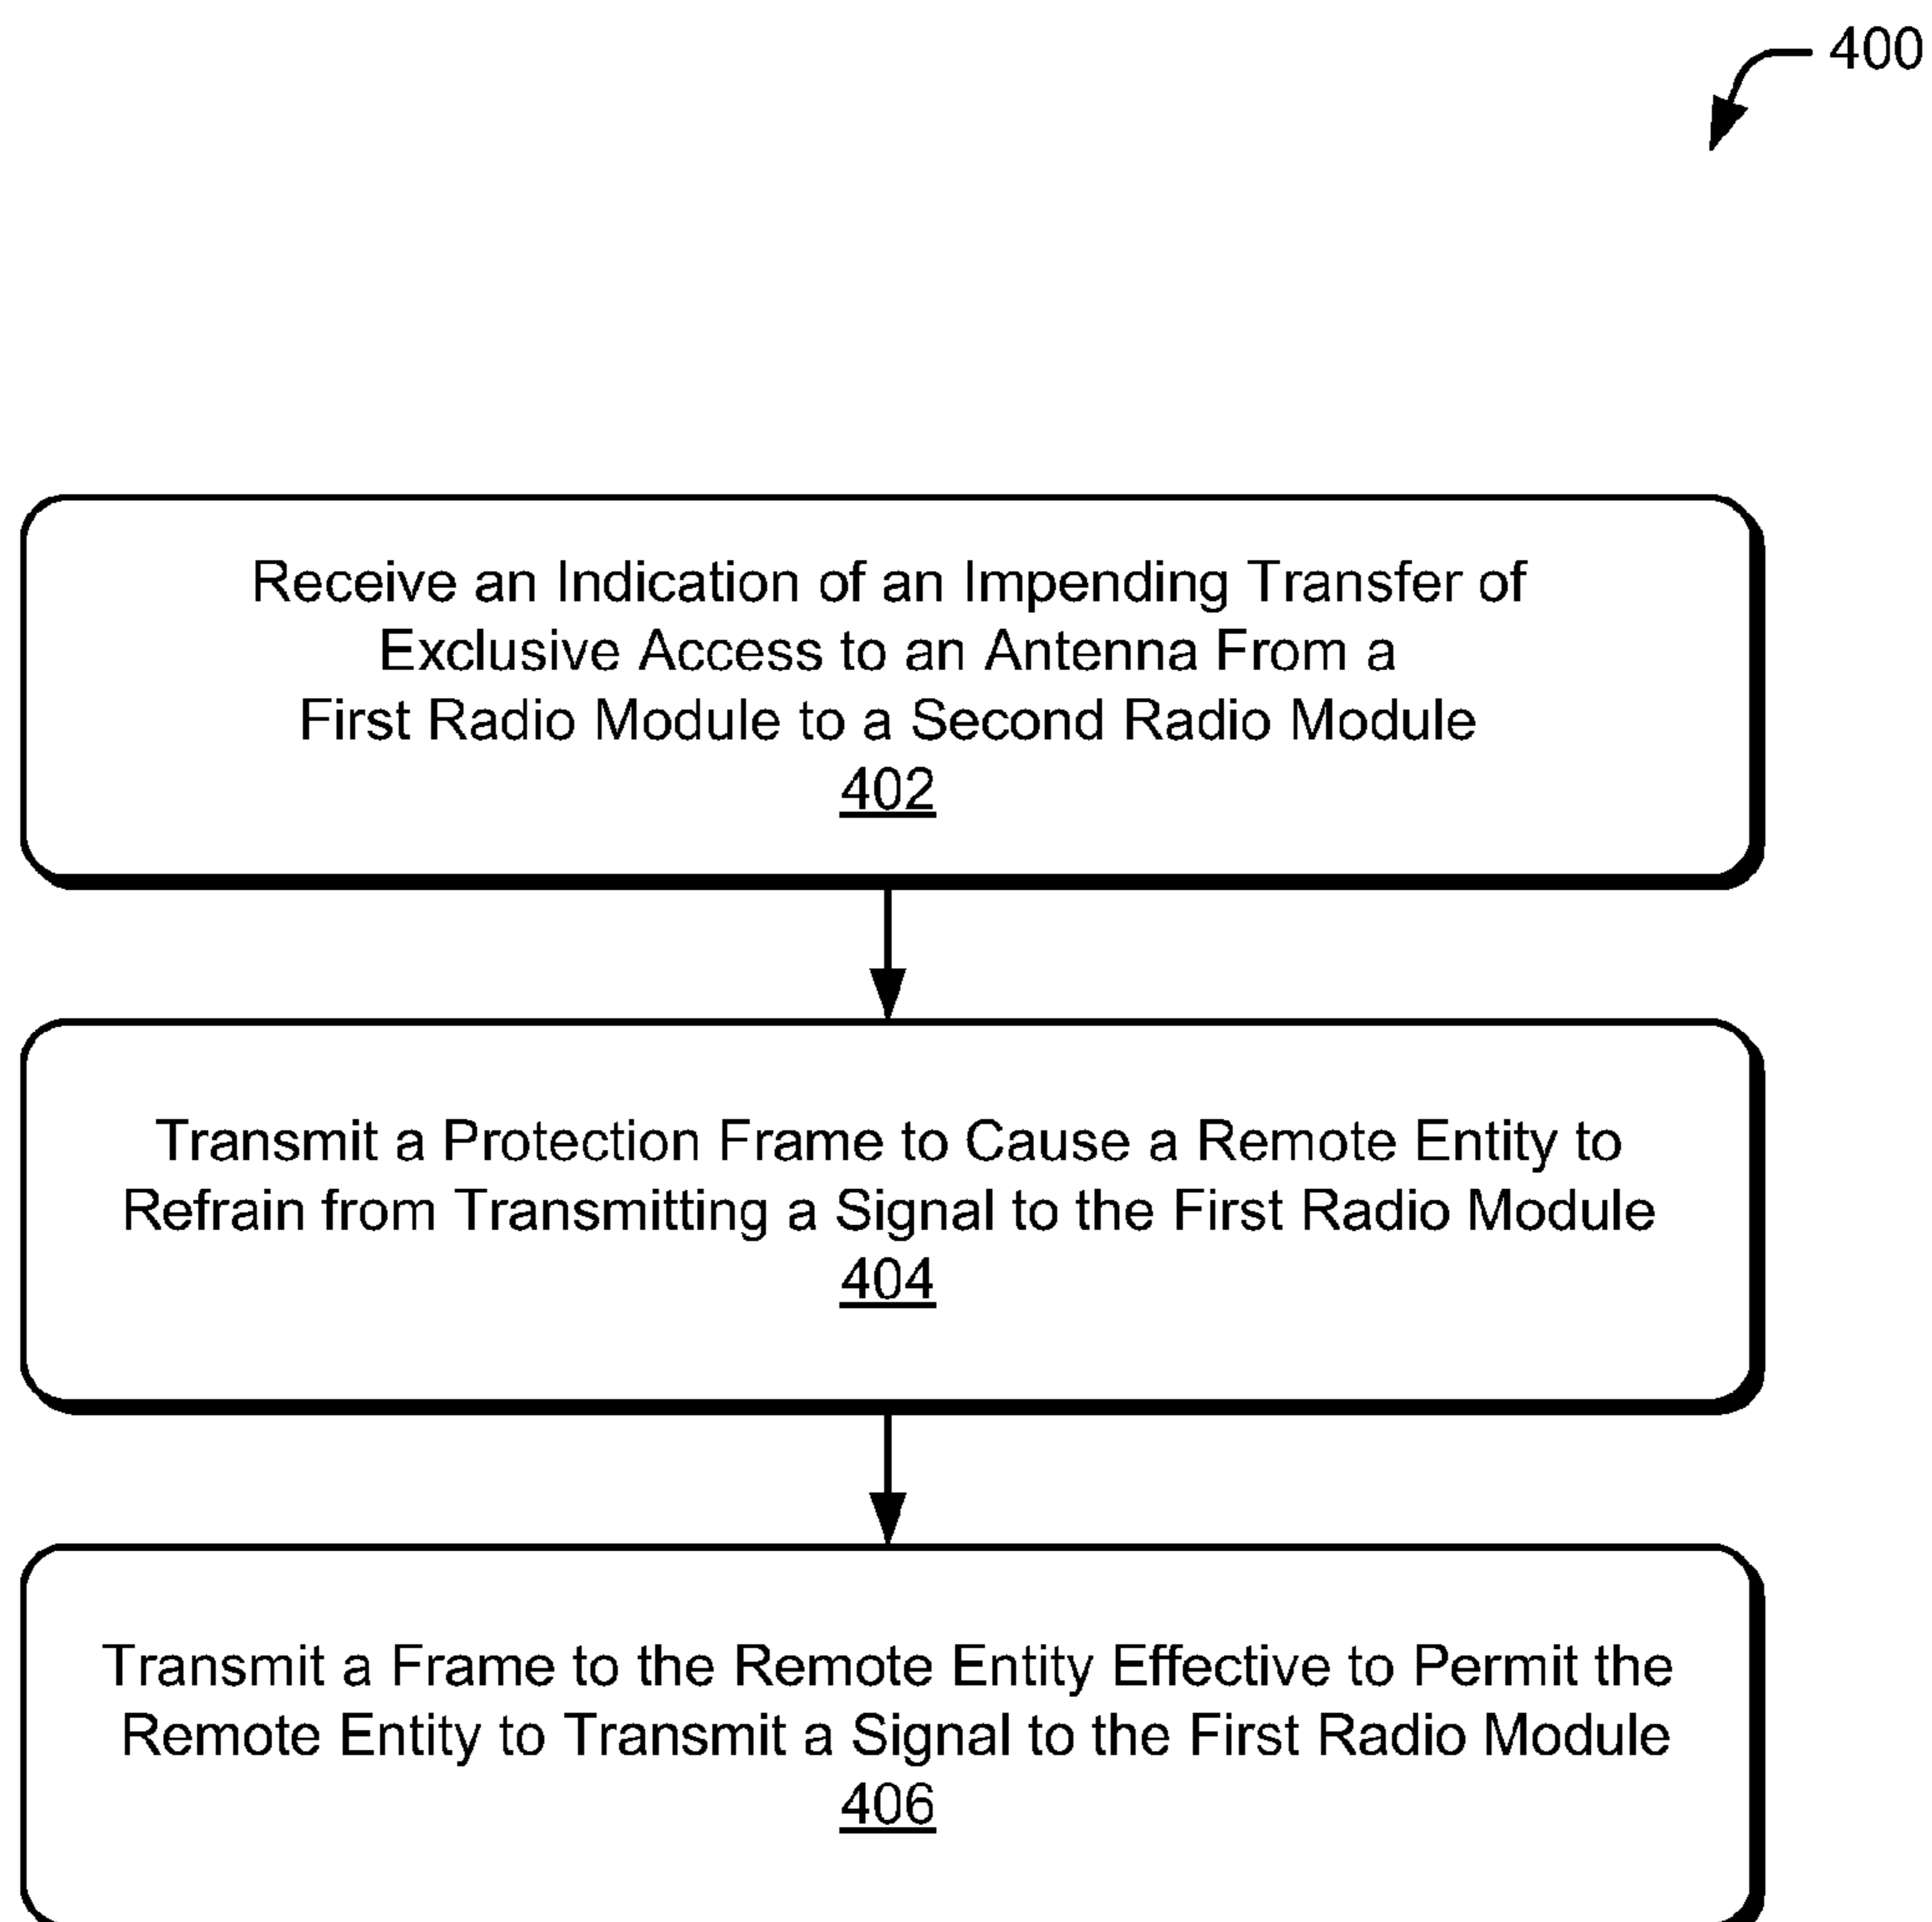 400
Receive an Indication of an Impending Transfer of
Exclusive Access to an Antenna From a
First Radio Module to a Second Radio Module
402
Transmit a Protection Frame to Cause a Remote Entity to
Refrain from Transmitting a Signal to the First Radio Module
404
Transmit a Frame to the Remote Entity Effective to Permit the
Remote Entity to Transmit a Signal to the First Radio Module
406